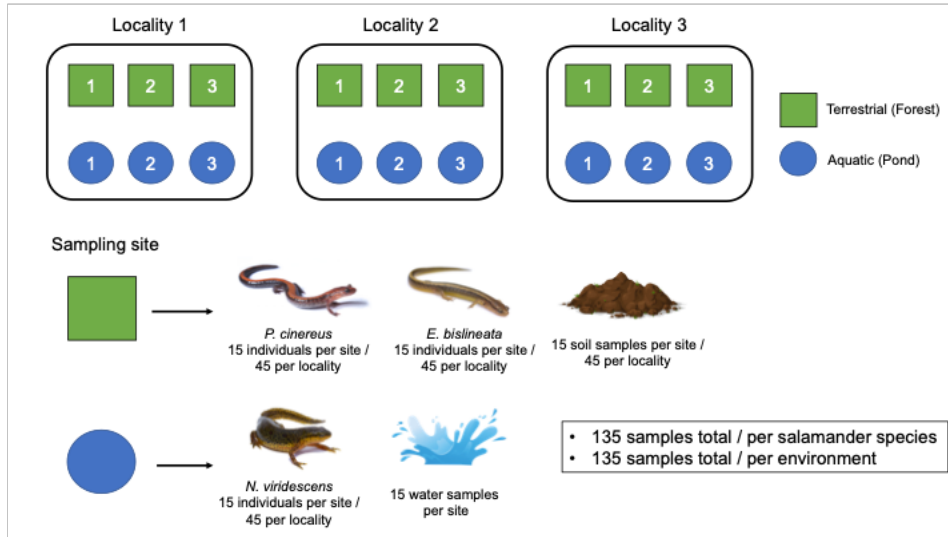 Locality 1
Locality 2
Locality 3
1 2 3
1 2 3
1 2 3
Terrestrial (Forest)
1 2 3
1 2 3
1 2 3
Aquatic (Pond)
Sampling site
P. cinereus
15 individuals per site /
45 per locality
E. bislineata
15 individuals per site /
45 per locality
15 soil samples per site /
45 per locality
N. viridescens
15 individuals per site /
45 per locality
15 water samples
per site
• 135 samples total / per salamander species
• 135 samples total / per environment